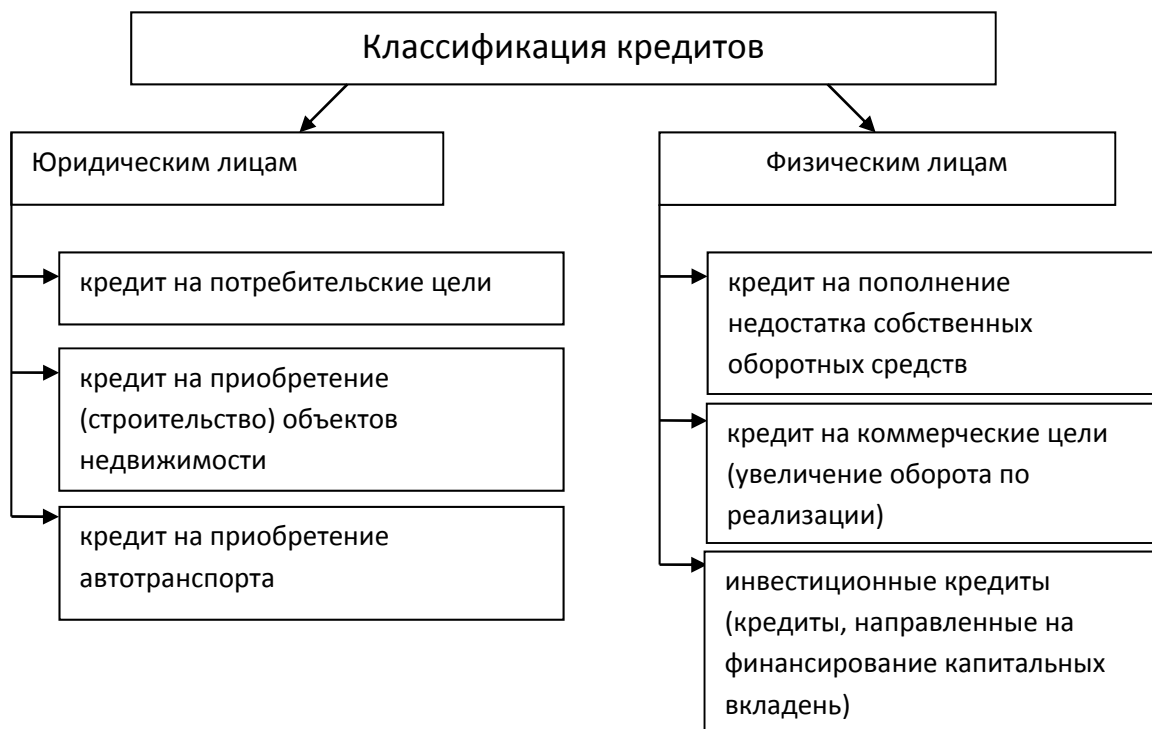 Классификация кредитов
Юридическим лицам
кредит на потребительские цели
кредит на приобретение
(строительство) объектов
недвижимости
кредит на приобретение
автотранспорта
Физическим лицам
кредит на пополнение
недостатка собственных
оборотных средств
кредит на коммерческие цели
(увеличение оборота по
реализации)
инвестиционные кредиты
(кредиты, направленные на
финансирование капитальных
вкладень)